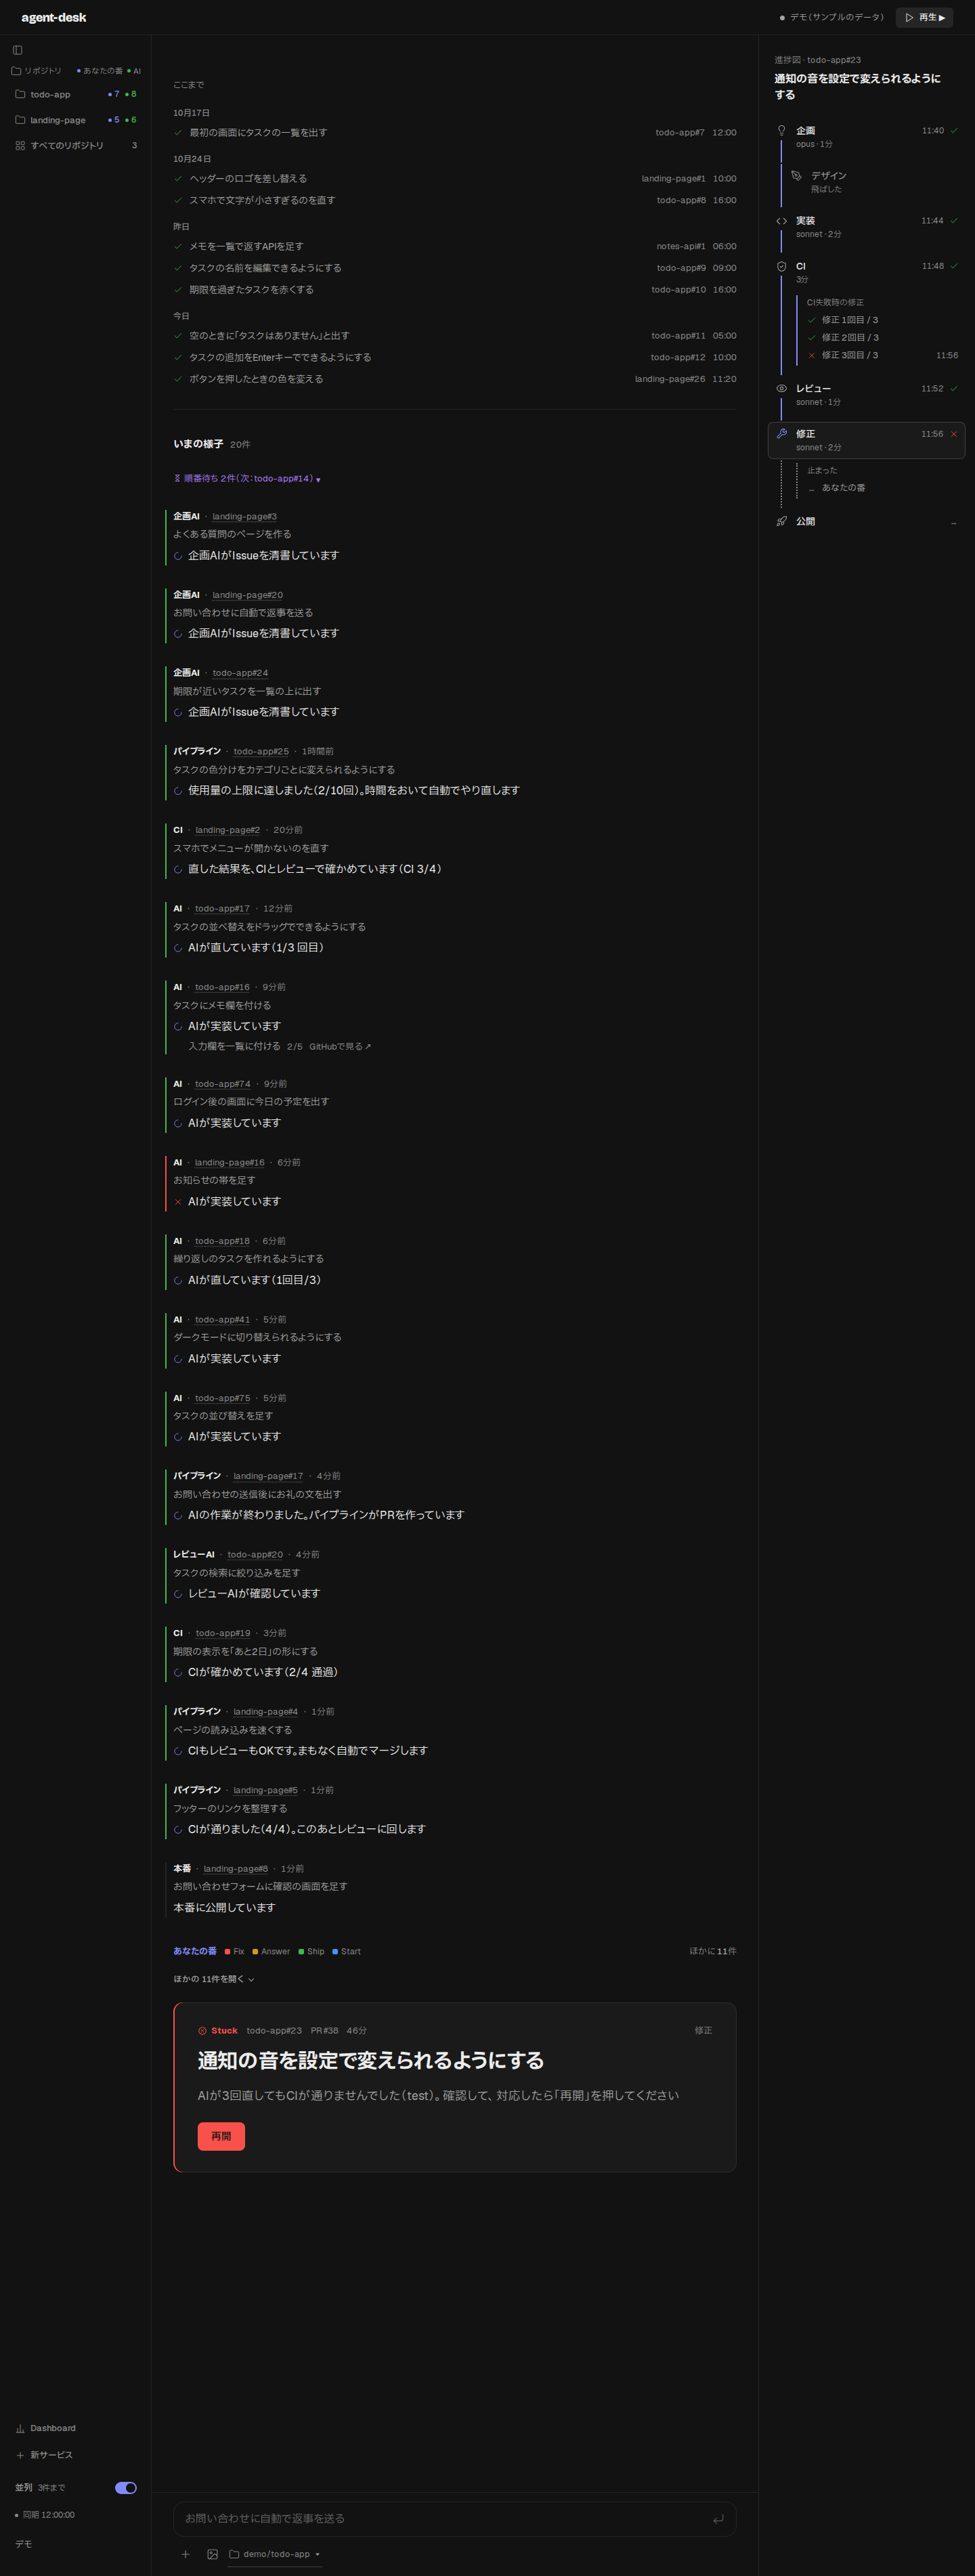 agent-desk
デモ(サンプルのデータ)
再生 ▶
リポジトリ あなたの番 AI
todo-app 7 8
landing-page 5 6
すべてのリポジトリ 3
ここまで
10月17日
最初の画面にタスクの一覧を出す todo-app#7 12:00
10月24日
ヘッダーのロゴを差し替える landing-page#1 10:00
スマホで文字が小さすぎるのを直す todo-app#8 16:00
昨日
メモを一覧で返すAPIを足す notes-api#1 06:00
タスクの名前を編集できるようにする todo-app#9 09:00
期限を過ぎたタスクを赤くする todo-app#10 16:00
今日
空のときに「タスクはありません」と出す todo-app#11 05:00
タスクの追加をEnterキーでできるようにする todo-app#12 10:00
ボタンを押したときの色を変える landing-page#26 11:20
いまの様子 20件
順番待ち 2件(次:todo-app#14) ▼
企画AI · landing-page#3
よくある質問のページを作る
企画AIがIssueを清書しています
企画AI · landing-page#20
お問い合わせに自動で返事を送る
企画AIがIssueを清書しています
企画AI · todo-app#24
期限が近いタスクを一覧の上に出す
企画AIがIssueを清書しています
パイプライン · todo-app#25 · 1時間前
タスクの色分けをカテゴリごとに変えられるようにする
使用量の上限に達しました(2/10回)。時間をおいて自動でやり直します
CI · landing-page#2 · 20分前
スマホでメニューが開かないのを直す
直した結果を、CIとレビューで確かめています(CI 3/4)
AI · todo-app#17 · 12分前
タスクの並べ替えをドラッグでできるようにする
AIが直しています(1/3 回目)
AI · todo-app#16 · 9分前
タスクにメモ欄を付ける
AIが実装しています
入力欄を一覧に付ける 2/5 GitHubで見る ↗
AI · todo-app#74 · 9分前
ログイン後の画面に今日の予定を出す
AIが実装しています
AI · landing-page#16 · 6分前
お知らせの帯を足す
AIが実装しています
AI · todo-app#18 · 6分前
繰り返しのタスクを作れるようにする
AIが直しています(1回目/3)
AI · todo-app#41 · 5分前
ダークモードに切り替えられるようにする
AIが実装しています
AI · todo-app#75 · 5分前
タスクの並び替えを足す
AIが実装しています
パイプライン · landing-page#17 · 4分前
お問い合わせの送信後にお礼の文を出す
AIの作業が終わりました。パイプラインがPRを作っています
レビューAI · todo-app#20 · 4分前
タスクの検索に絞り込みを足す
レビューAIが確認しています
CI · todo-app#19 · 3分前
期限の表示を「あと2日」の形にする
CIが確かめています(2/4 通過)
パイプライン · landing-page#4 · 1分前
ページの読み込みを速くする
CIもレビューもOKです。まもなく自動でマージします
パイプライン · landing-page#5 · 1分前
フッターのリンクを整理する
CIが通りました(4/4)。このあとレビューに回します
本番 · landing-page#8 · 1分前
お問い合わせフォームに確認の画面を足す
本番に公開しています
あなたの番 Fix Answer Ship Start ほかに 11件
ほかの 11件を開く
Stuck todo-app#23 PR#38 46分 修正
通知の音を設定で変えられるようにする
AIが3回直してもCIが通りませんでした(test)。確認して、対応したら「再開」を押してください
再開
お問い合わせに自動で返事を送る
demo/todo-app ▾
Dashboard
新サービス
並列 3件まで
同期 12:00:00
デモ
進捗図 · todo-app#23
通知の音を設定で変えられるように
する
企画 11:40
opus · 1分
デザイン
飛ばした
実装 11:44
sonnet · 2分
CI 11:48
3分
CI失敗時の修正
修正 1回目 / 3
修正 2回目 / 3
修正 3回目 / 3 11:56
レビュー 11:52
sonnet · 1分
修正 11:56
sonnet · 2分
止まった
あなたの番
公開